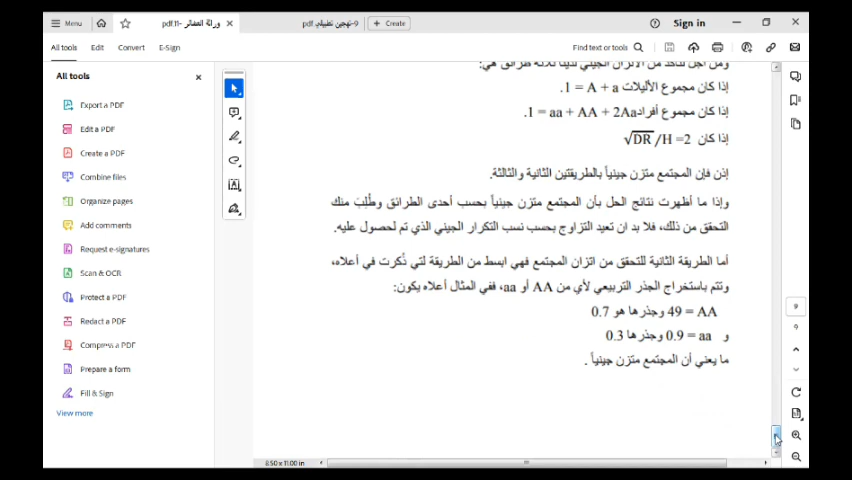 Menu
وراثة العشائر -11.pdf
9-تهجين تطبيقي.pdf
Create
Sign in
All tools
Edit
Convert
E-Sign
Find text or tools
All tools
Export a PDF
Edit a PDF
Create a PDF
Combine files
Organize pages
Add comments
Request e-signatures
Scan & OCR
Protect a PDF
Redact a PDF
Compress a PDF
Prepare a form
Fill & Sign
View more
ومن أجل التأكد من الاتزان الجيني لدينا ثلاثة طرائق هي:
إذا كان مجموع الأليلات A + a = 1.
إذا كان مجموع أفراد aa + AA + 2Aa = 1.
إذا كان √DR/H =2
إذن فإن المجتمع متزن جينياً بالطريقتين الثانية والثالثة.
وإذا ما أظهرت نتائج الحل بأن المجتمع متزن جينياً بحسب أحدى الطرائق وطُلِبَ منك
التحقق من ذلك، فلا بد ان تعيد التزاوج بحسب نسب التكرار الجيني الذي تم لحصول عليه.
أما الطريقة الثانية للتحقق من اتزان المجتمع فهي ابسط من الطريقة لتي ذُكرت في أعلاه،
وتتم باستخراج الجذر التربيعي لأي من AA أو aa، ففي المثال أعلاه يكون:
AA = 49 وجذرها هو 0.7
و aa = 0.9 وجذرها 0.3
ما يعني أن المجتمع متزن جينياً .
9
9
8.50 x 11.00 in